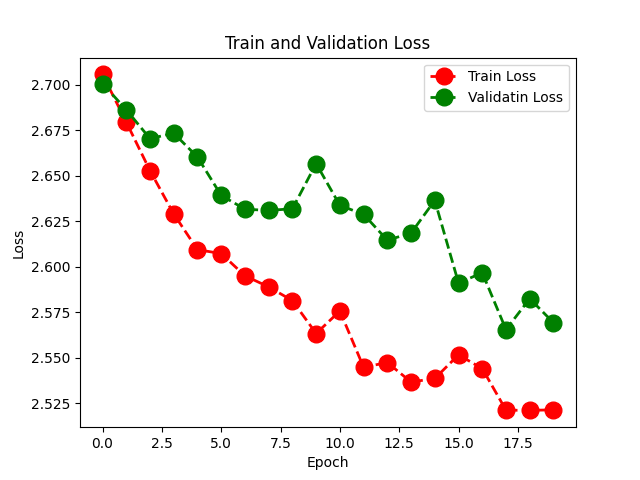 Train and Validation Loss
Train Loss
Validatin Loss
2.700
2.675
2.650
2.625
2.600
2.575
2.550
2.525
Loss
0.0 2.5 5.0 7.5 10.0 12.5 15.0 17.5
Epoch